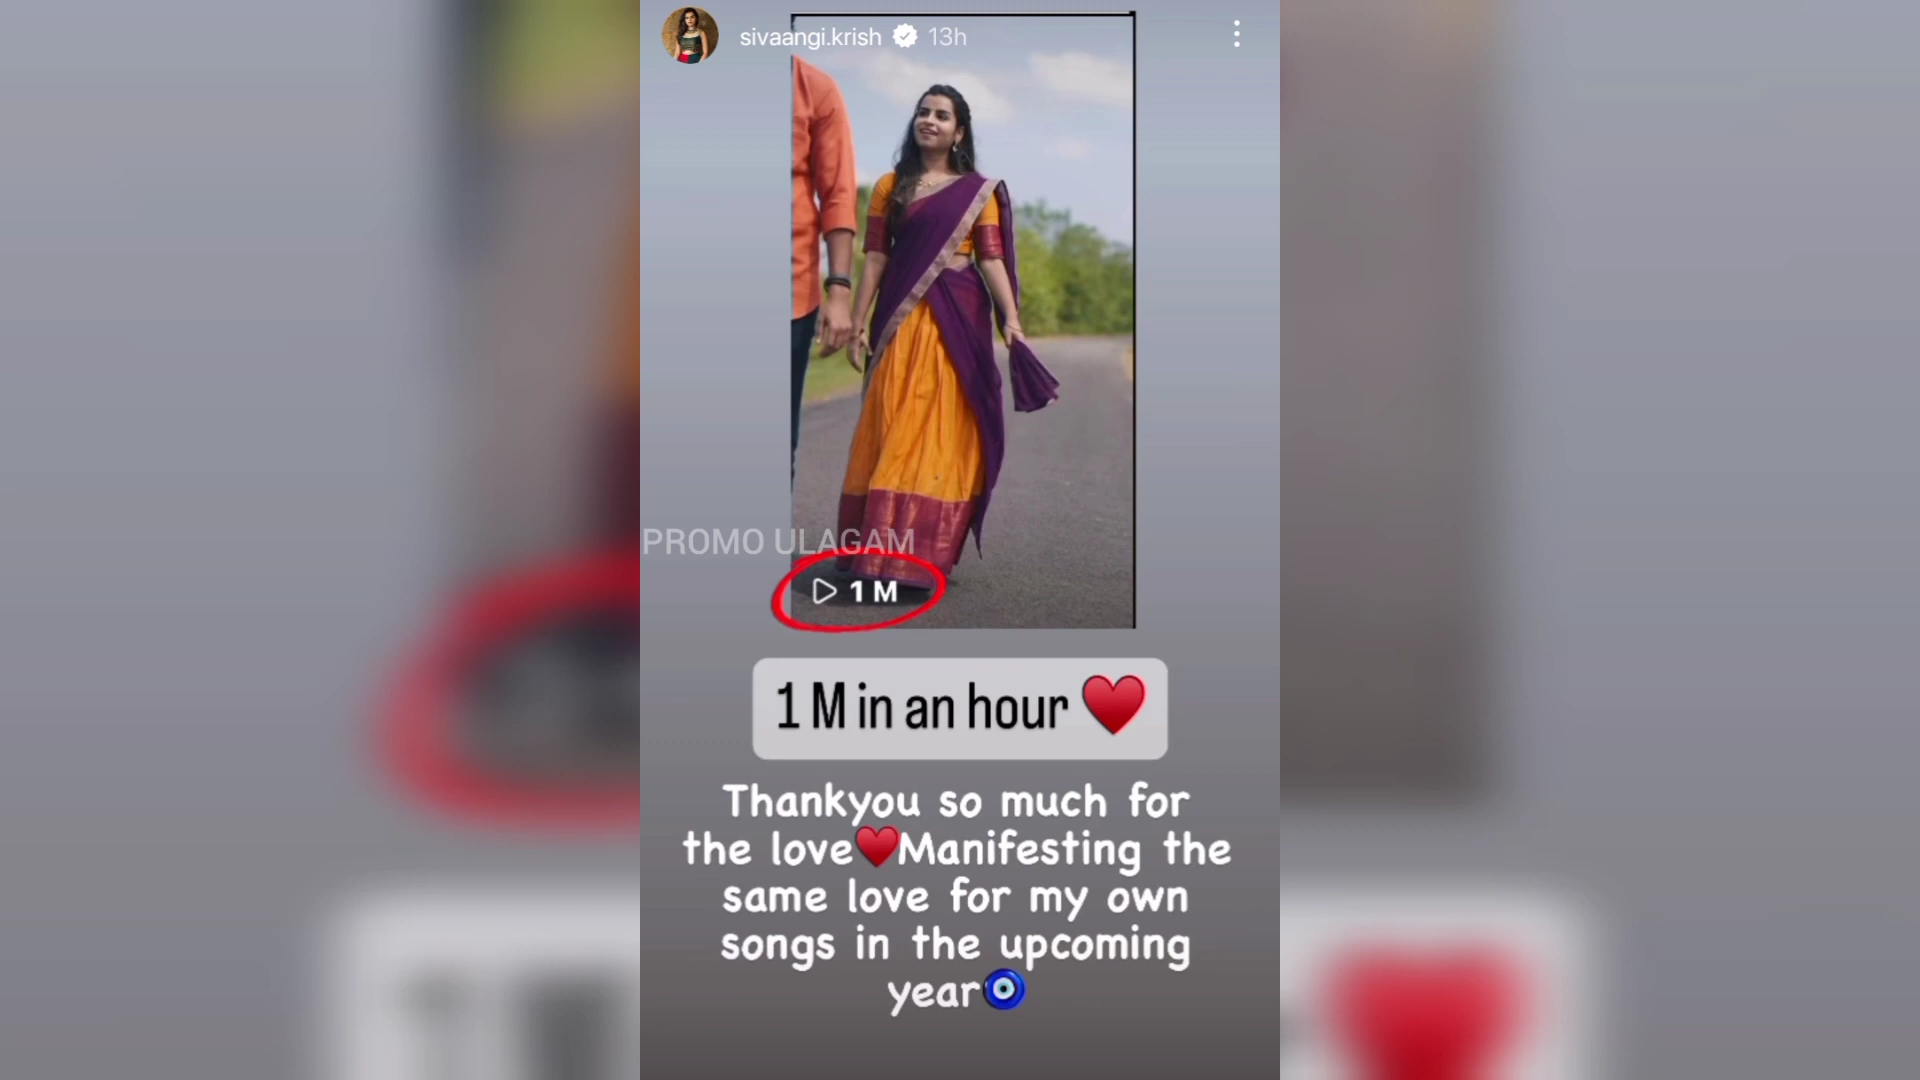 sivaangi.krish 13h
PROMO ULAGAM
1 M
1 M in an hour ♥️
Thankyou so much for
the love♥️Manifesting the
same love for my own
songs in the upcoming
year🧿